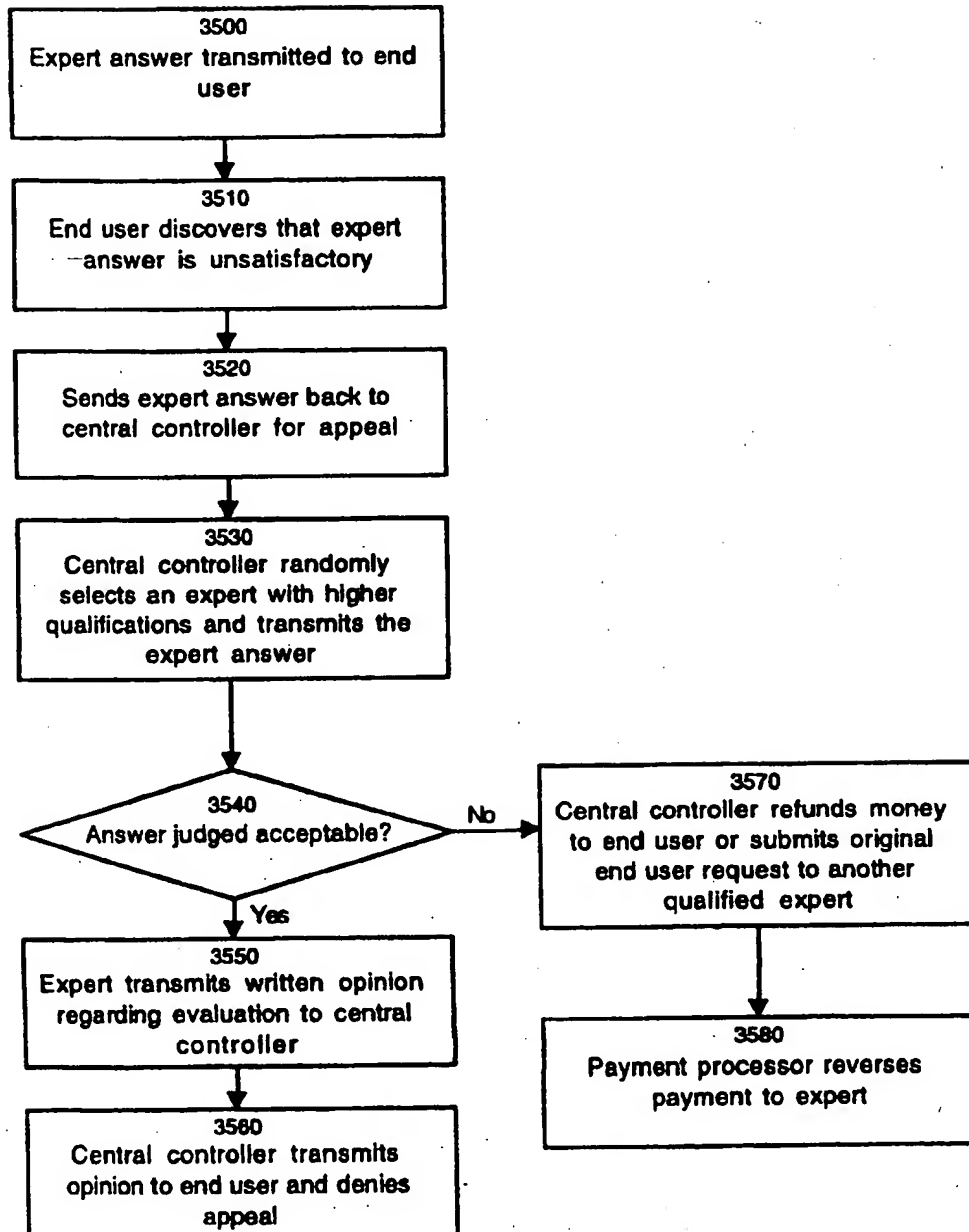 3500
Expert answer transmitted to end
user
3510
End user discovers that expert
answer is unsatisfactory
3520
Sends expert answer back to
central controller for appeal
3530
Central controller randomly
selects an expert with higher
qualifications and transmits the
expert answer
3540
Answer judged acceptable?
No
Yes
3570
Central controller refunds money
to end user or submits original
end user request to another
qualified expert
3550
Expert transmits written opinion
regarding evaluation to central
controller
3580
Payment processor reverses
payment to expert
3560
Central controller transmits
opinion to end user and denies
appeal